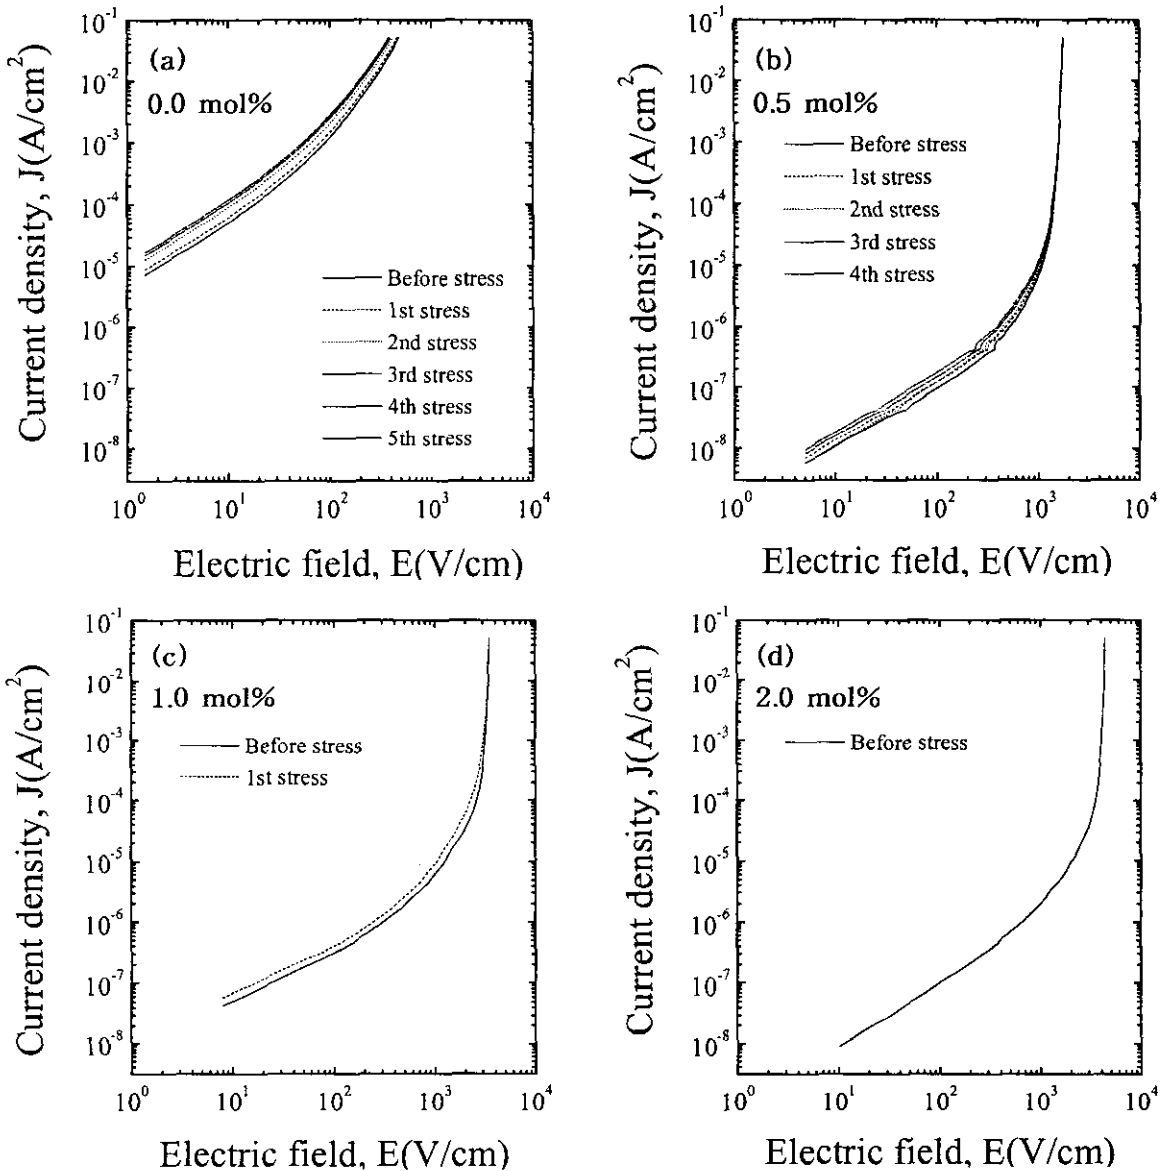 (a)
0.0 mol%
Before stress
1st stress
2nd stress
3rd stress
4th stress
5th stress
10⁻¹
10⁻²
10⁻³
10⁻⁴
10⁻⁵
10⁻⁶
10⁻⁷
10⁻⁸
Current density, J(A/cm²)
10⁰ 10¹ 10² 10³ 10⁴
Electric field, E(V/cm)
(b)
0.5 mol%
Before stress
1st stress
2nd stress
3rd stress
4th stress
10⁻¹
10⁻²
10⁻³
10⁻⁴
10⁻⁵
10⁻⁶
10⁻⁷
10⁻⁸
Current density, J(A/cm²)
10⁰ 10¹ 10² 10³ 10⁴
Electric field, E(V/cm)
(c)
1.0 mol%
Before stress
1st stress
10⁻¹
10⁻²
10⁻³
10⁻⁴
10⁻⁵
10⁻⁶
10⁻⁷
10⁻⁸
Current density, J(A/cm²)
10⁰ 10¹ 10² 10³ 10⁴
Electric field, E(V/cm)
(d)
2.0 mol%
Before stress
10⁻¹
10⁻²
10⁻³
10⁻⁴
10⁻⁵
10⁻⁶
10⁻⁷
10⁻⁸
Current density, J(A/cm²)
10⁰ 10¹ 10² 10³ 10⁴
Electric field, E(V/cm)